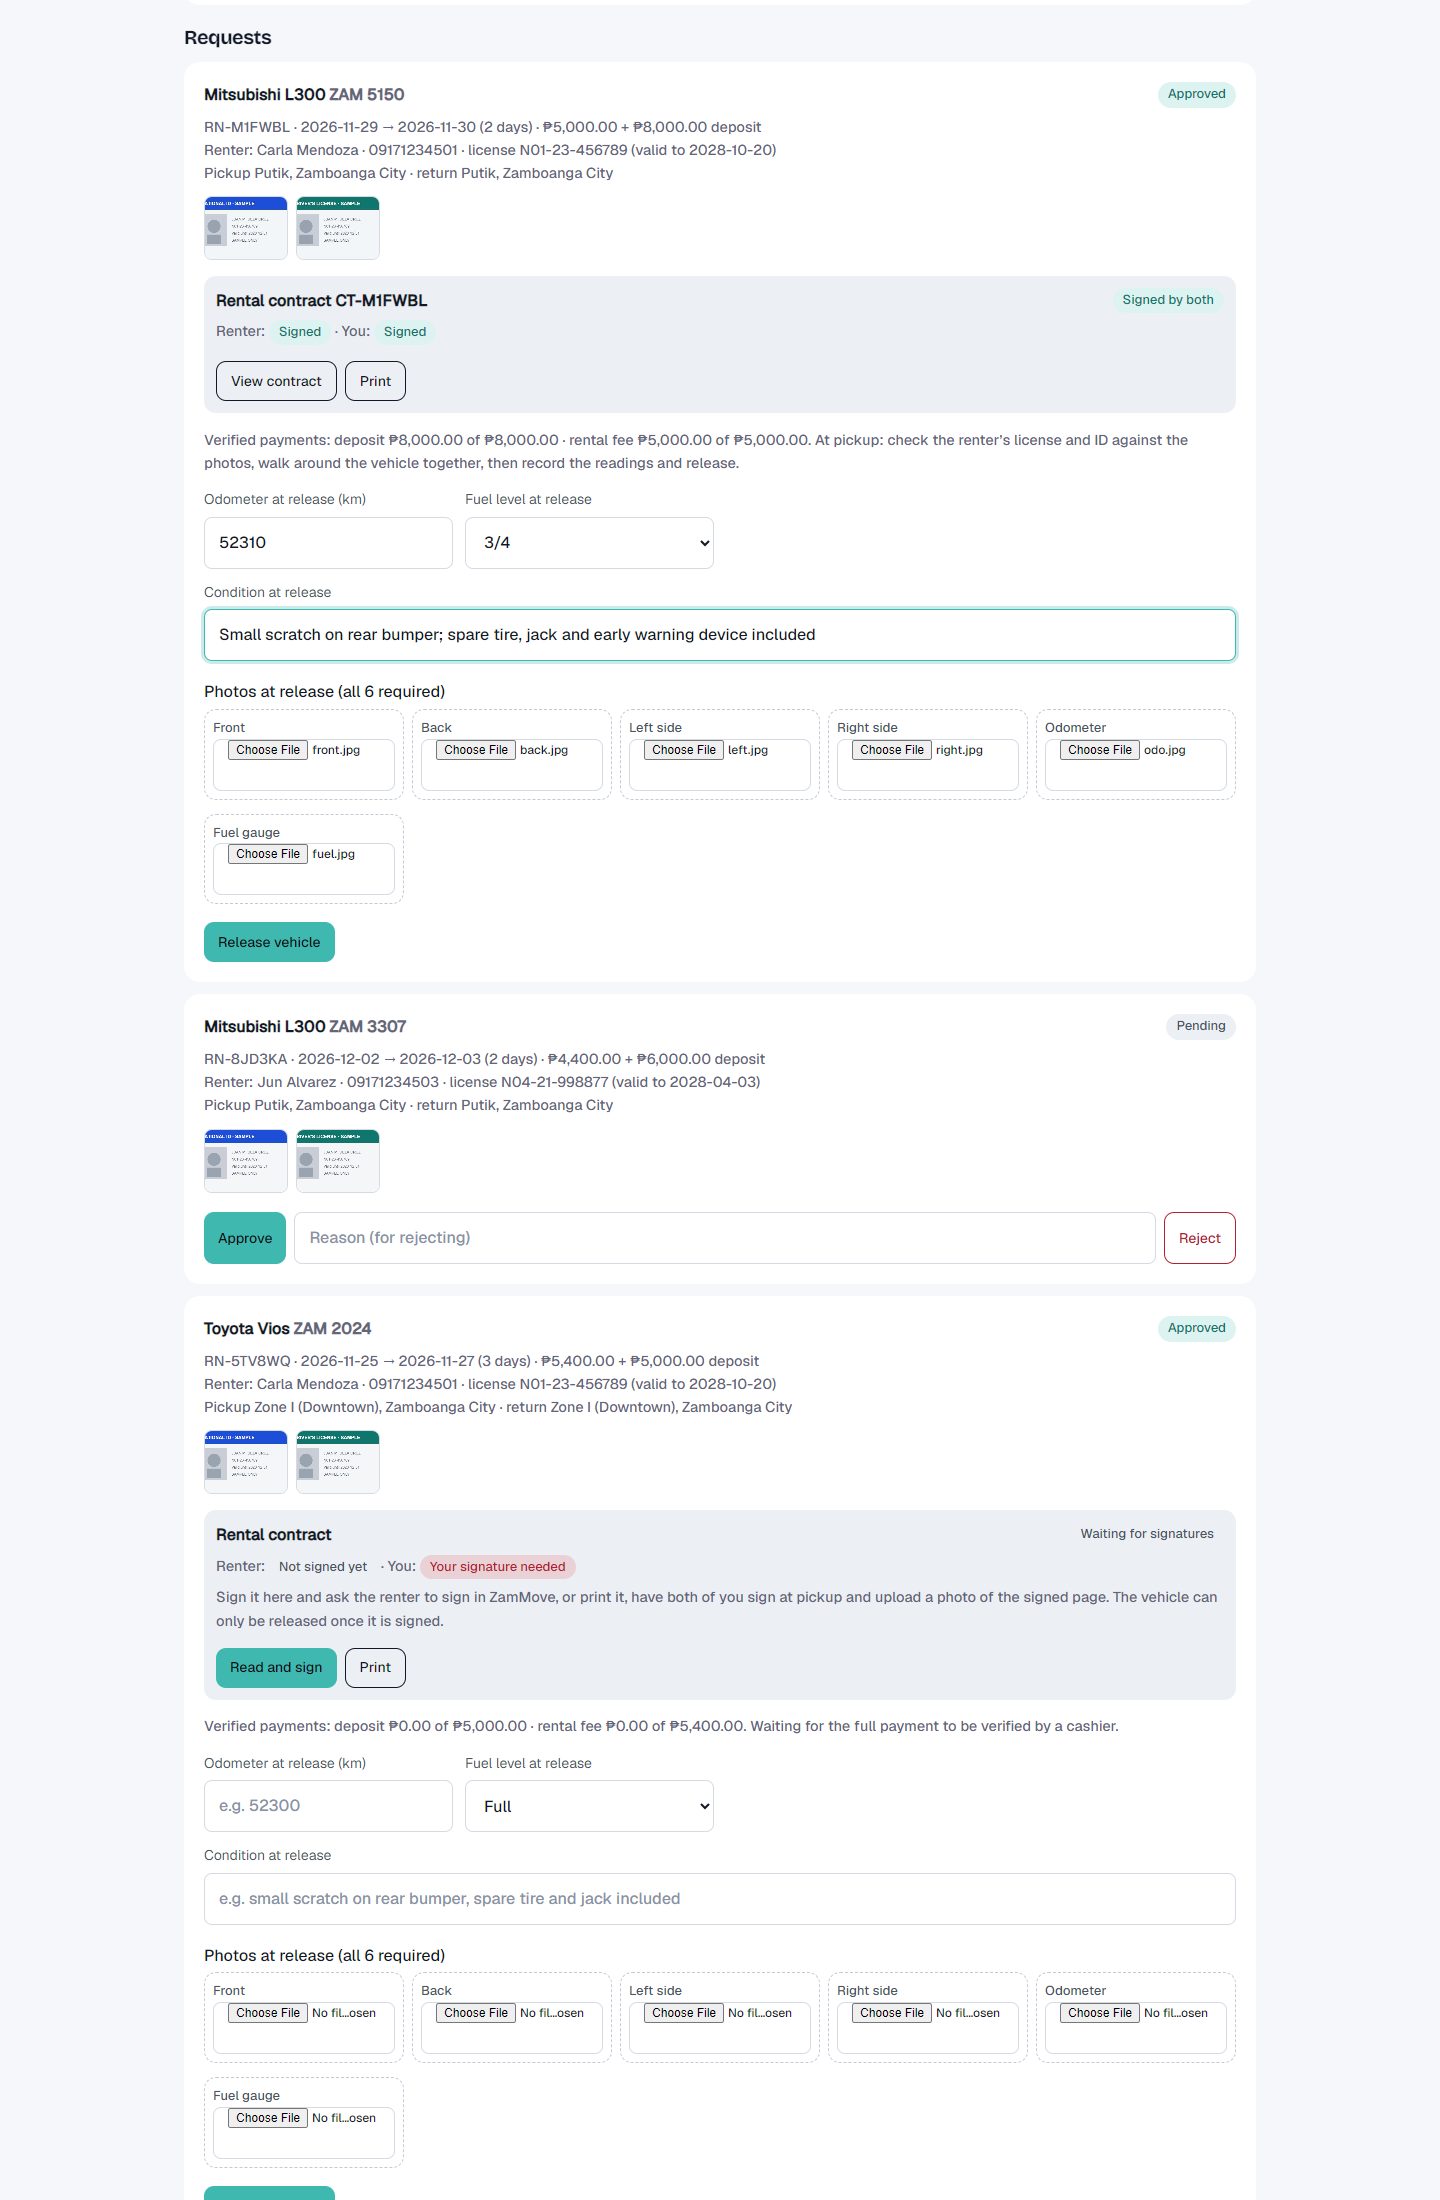 Requests
Mitsubishi L300 ZAM 5150
Approved
RN-M1FWBL · 2026-11-29 → 2026-11-30 (2 days) · ₱5,000.00 + ₱8,000.00 deposit
Renter: Carla Mendoza · 09171234501 · license N01-23-456789 (valid to 2028-10-20)
Pickup Putik, Zamboanga City · return Putik, Zamboanga City
Rental contract CT-M1FWBL
Signed by both
Renter: Signed · You: Signed
View contract
Print
Verified payments: deposit ₱8,000.00 of ₱8,000.00 · rental fee ₱5,000.00 of ₱5,000.00. At pickup: check the renter's license and ID against the
photos, walk around the vehicle together, then record the readings and release.
Odometer at release (km)
Fuel level at release
52310
3/4
Condition at release
Small scratch on rear bumper; spare tire, jack and early warning device included
Photos at release (all 6 required)
Front
Back
Left side
Right side
Odometer
Choose File front.jpg
Choose File back.jpg
Choose File left.jpg
Choose File right.jpg
Choose File odo.jpg
Fuel gauge
Choose File fuel.jpg
Release vehicle
Mitsubishi L300 ZAM 3307
Pending
RN-8JD3KA · 2026-12-02 → 2026-12-03 (2 days) · ₱4,400.00 + ₱6,000.00 deposit
Renter: Jun Alvarez · 09171234503 · license N04-21-998877 (valid to 2028-04-03)
Pickup Putik, Zamboanga City · return Putik, Zamboanga City
Approve
Reason (for rejecting)
Reject
Toyota Vios ZAM 2024
Approved
RN-5TV8WQ · 2026-11-25 → 2026-11-27 (3 days) · ₱5,400.00 + ₱5,000.00 deposit
Renter: Carla Mendoza · 09171234501 · license N01-23-456789 (valid to 2028-10-20)
Pickup Zone I (Downtown), Zamboanga City · return Zone I (Downtown), Zamboanga City
Rental contract
Waiting for signatures
Renter: Not signed yet · You: Your signature needed
Sign it here and ask the renter to sign in ZamMove, or print it, have both of you sign at pickup and upload a photo of the signed page. The vehicle can
only be released once it is signed.
Read and sign
Print
Verified payments: deposit ₱0.00 of ₱5,000.00 · rental fee ₱0.00 of ₱5,400.00. Waiting for the full payment to be verified by a cashier.
Odometer at release (km)
Fuel level at release
e.g. 52300
Full
Condition at release
e.g. small scratch on rear bumper, spare tire and jack included
Photos at release (all 6 required)
Front
Back
Left side
Right side
Odometer
Choose File No fil...osen
Choose File No fil...osen
Choose File No fil...osen
Choose File No fil...osen
Choose File No fil...osen
Fuel gauge
Choose File No fil...osen